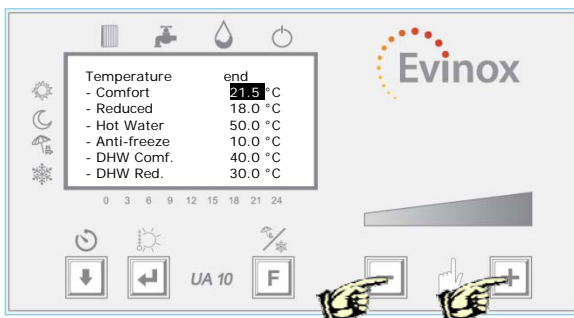 Evinox
Temperature end
- Comfort 21.5 °C
- Reduced 18.0 °C
- Hot Water 50.0 °C
- Anti-freeze 10.0 °C
- DHW Comf. 40.0 °C
- DHW Red. 30.0 °C
0 3 6 9 12 15 18 21 24
UA 10 F